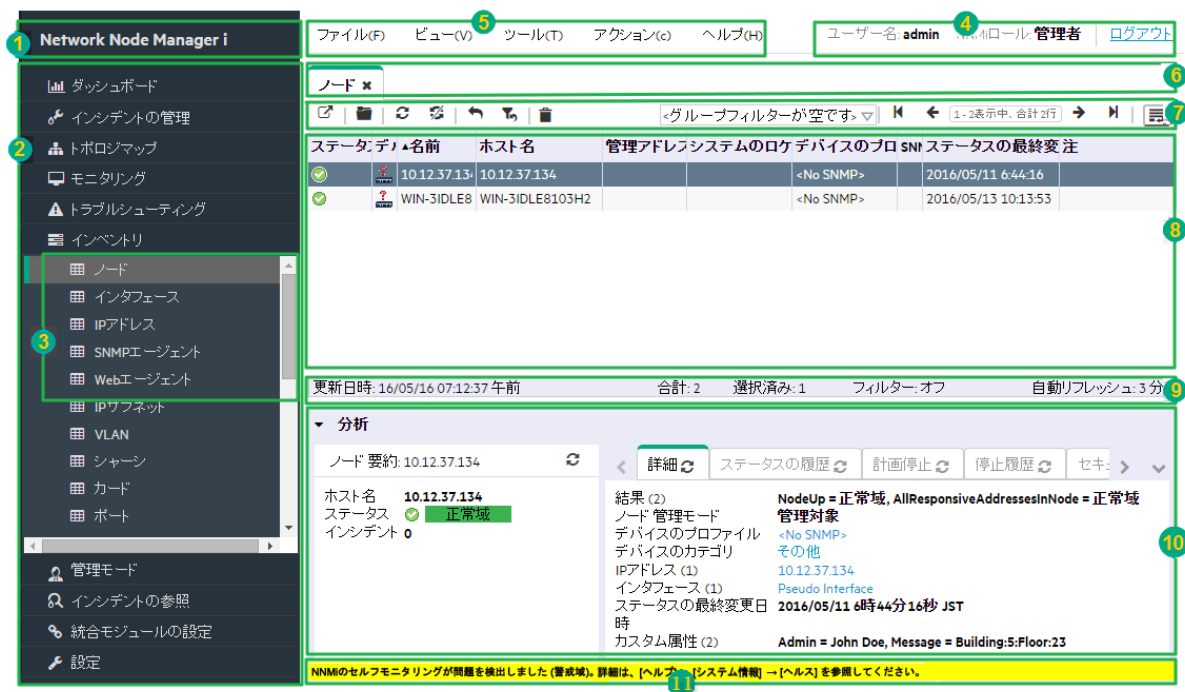 1 Network Node Manager i
ファイル(F) ビュー(V) 5 ツール(T) アクション(c) ヘルプ(H)
4 ユーザー名: admin NNMiロール: 管理者 ログアウト
2
ダッシュボード
インシデントの管理
トポロジマップ
モニタリング
トラブルシューティング
インベントリ
3
ノード
インタフェース
IPアドレス
SNMPエージェント
Webエージェント
IPサブネット
VLAN
シャーシ
カード
ポート
管理モード
インシデントの参照
統合モジュールの設定
設定
ノード × 6
<グループフィルターが空です> 1 - 2表示中、合計 2行 7
ステータ デバ ▲名前 ホスト名 管理アドレス システムのロケ デバイスのプロ SNM ステータスの最終変 注
10.12.37.134 10.12.37.134 <No SNMP> 2016/05/11 6:44:16
WIN-3IDLE8 WIN-3IDLE8103H2 <No SNMP> 2016/05/13 10:13:53
8
更新日時: 16/05/16 07:12:37 午前 合計: 2 選択済み: 1 フィルター: オフ 自動リフレッシュ: 3 分 9
分析
ノード 要約: 10.12.37.134
ホスト名 10.12.37.134
ステータス 正常域
インシデント 0
詳細 ステータスの履歴 計画停止 停止履歴 セキ
結果 (2) NodeUp = 正常域, AllResponsiveAddressesInNode = 正常域
ノード 管理モード 管理対象
デバイスのプロファイル <No SNMP>
デバイスのカテゴリ その他
IPアドレス (1) 10.12.37.134
インタフェース (1) Pseudo Interface
ステータスの最終変更日時 2016/05/11 6時44分16秒 JST
カスタム属性 (2) Admin = John Doe, Message = Building:5:Floor:23
10
NNMiのセルフモニタリングが問題を検出しました (警戒域)。詳細は、[ヘルプ] → [システム情報] → [ヘルス] を参照してください。
11